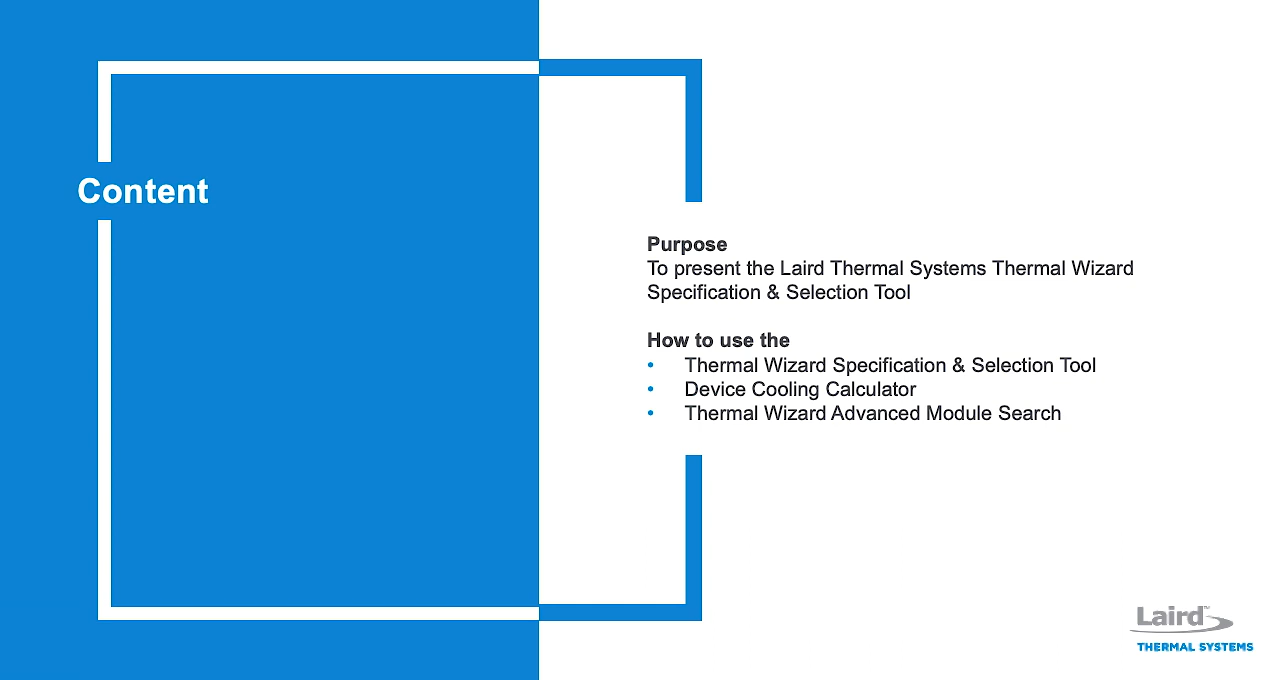 Content
Purpose
To present the Laird Thermal Systems Thermal Wizard
Specification & Selection Tool
How to use the
• Thermal Wizard Specification & Selection Tool
• Device Cooling Calculator
• Thermal Wizard Advanced Module Search
Laird™
THERMAL SYSTEMS